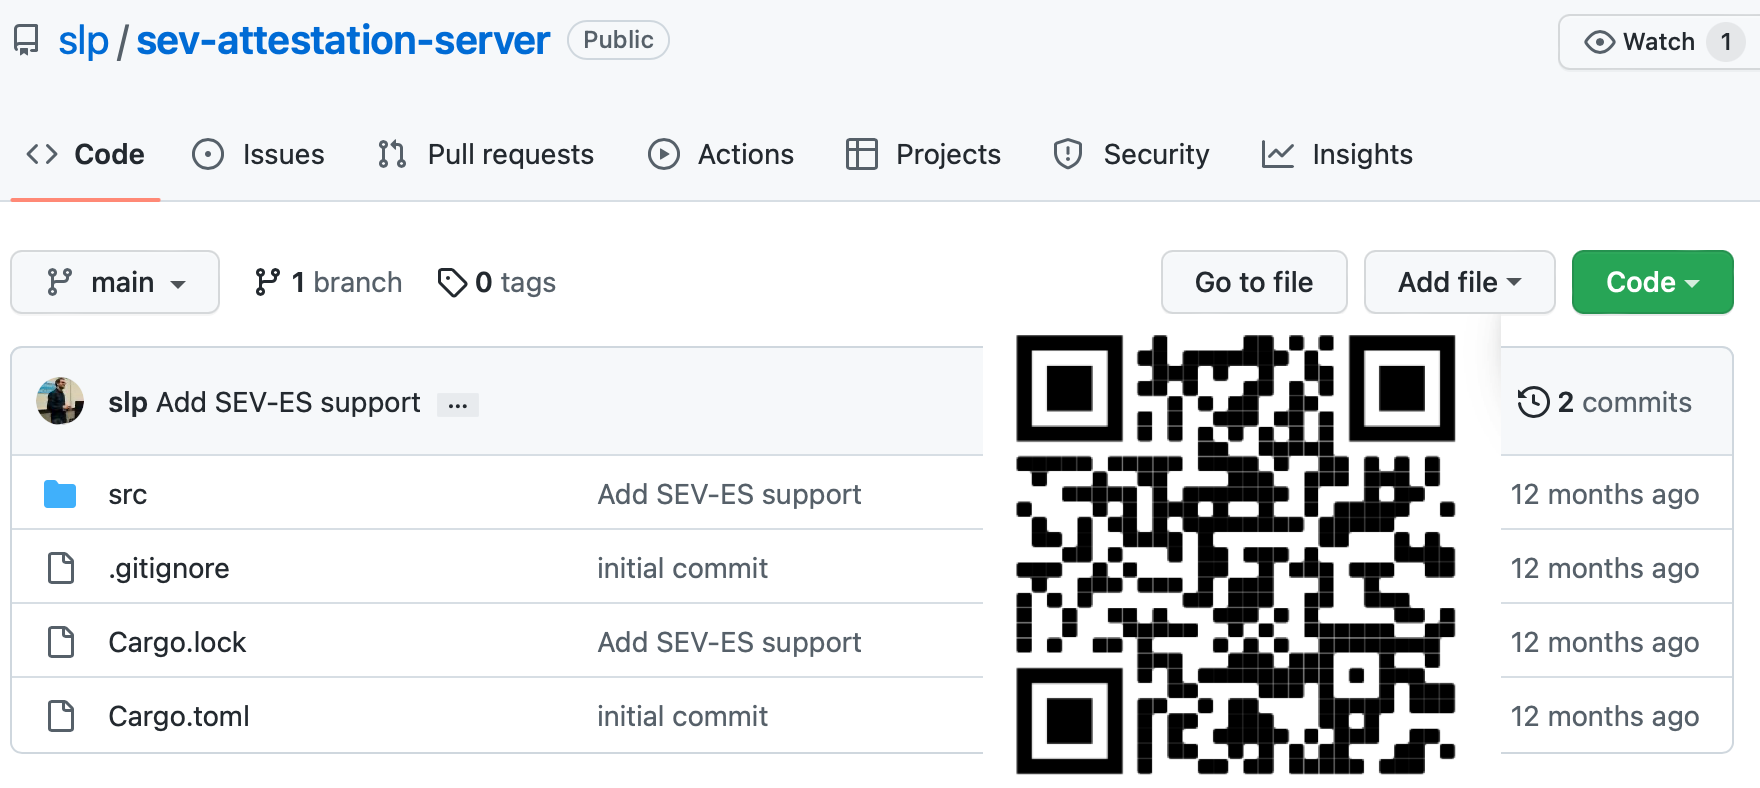 slp / sev-attestation-server Public Watch 1
Code Issues Pull requests Actions Projects Security Insights
main 1 branch 0 tags Go to file Add file Code
slp Add SEV-ES support ... 2 commits
src Add SEV-ES support 12 months ago
.gitignore initial commit 12 months ago
Cargo.lock Add SEV-ES support 12 months ago
Cargo.toml initial commit 12 months ago